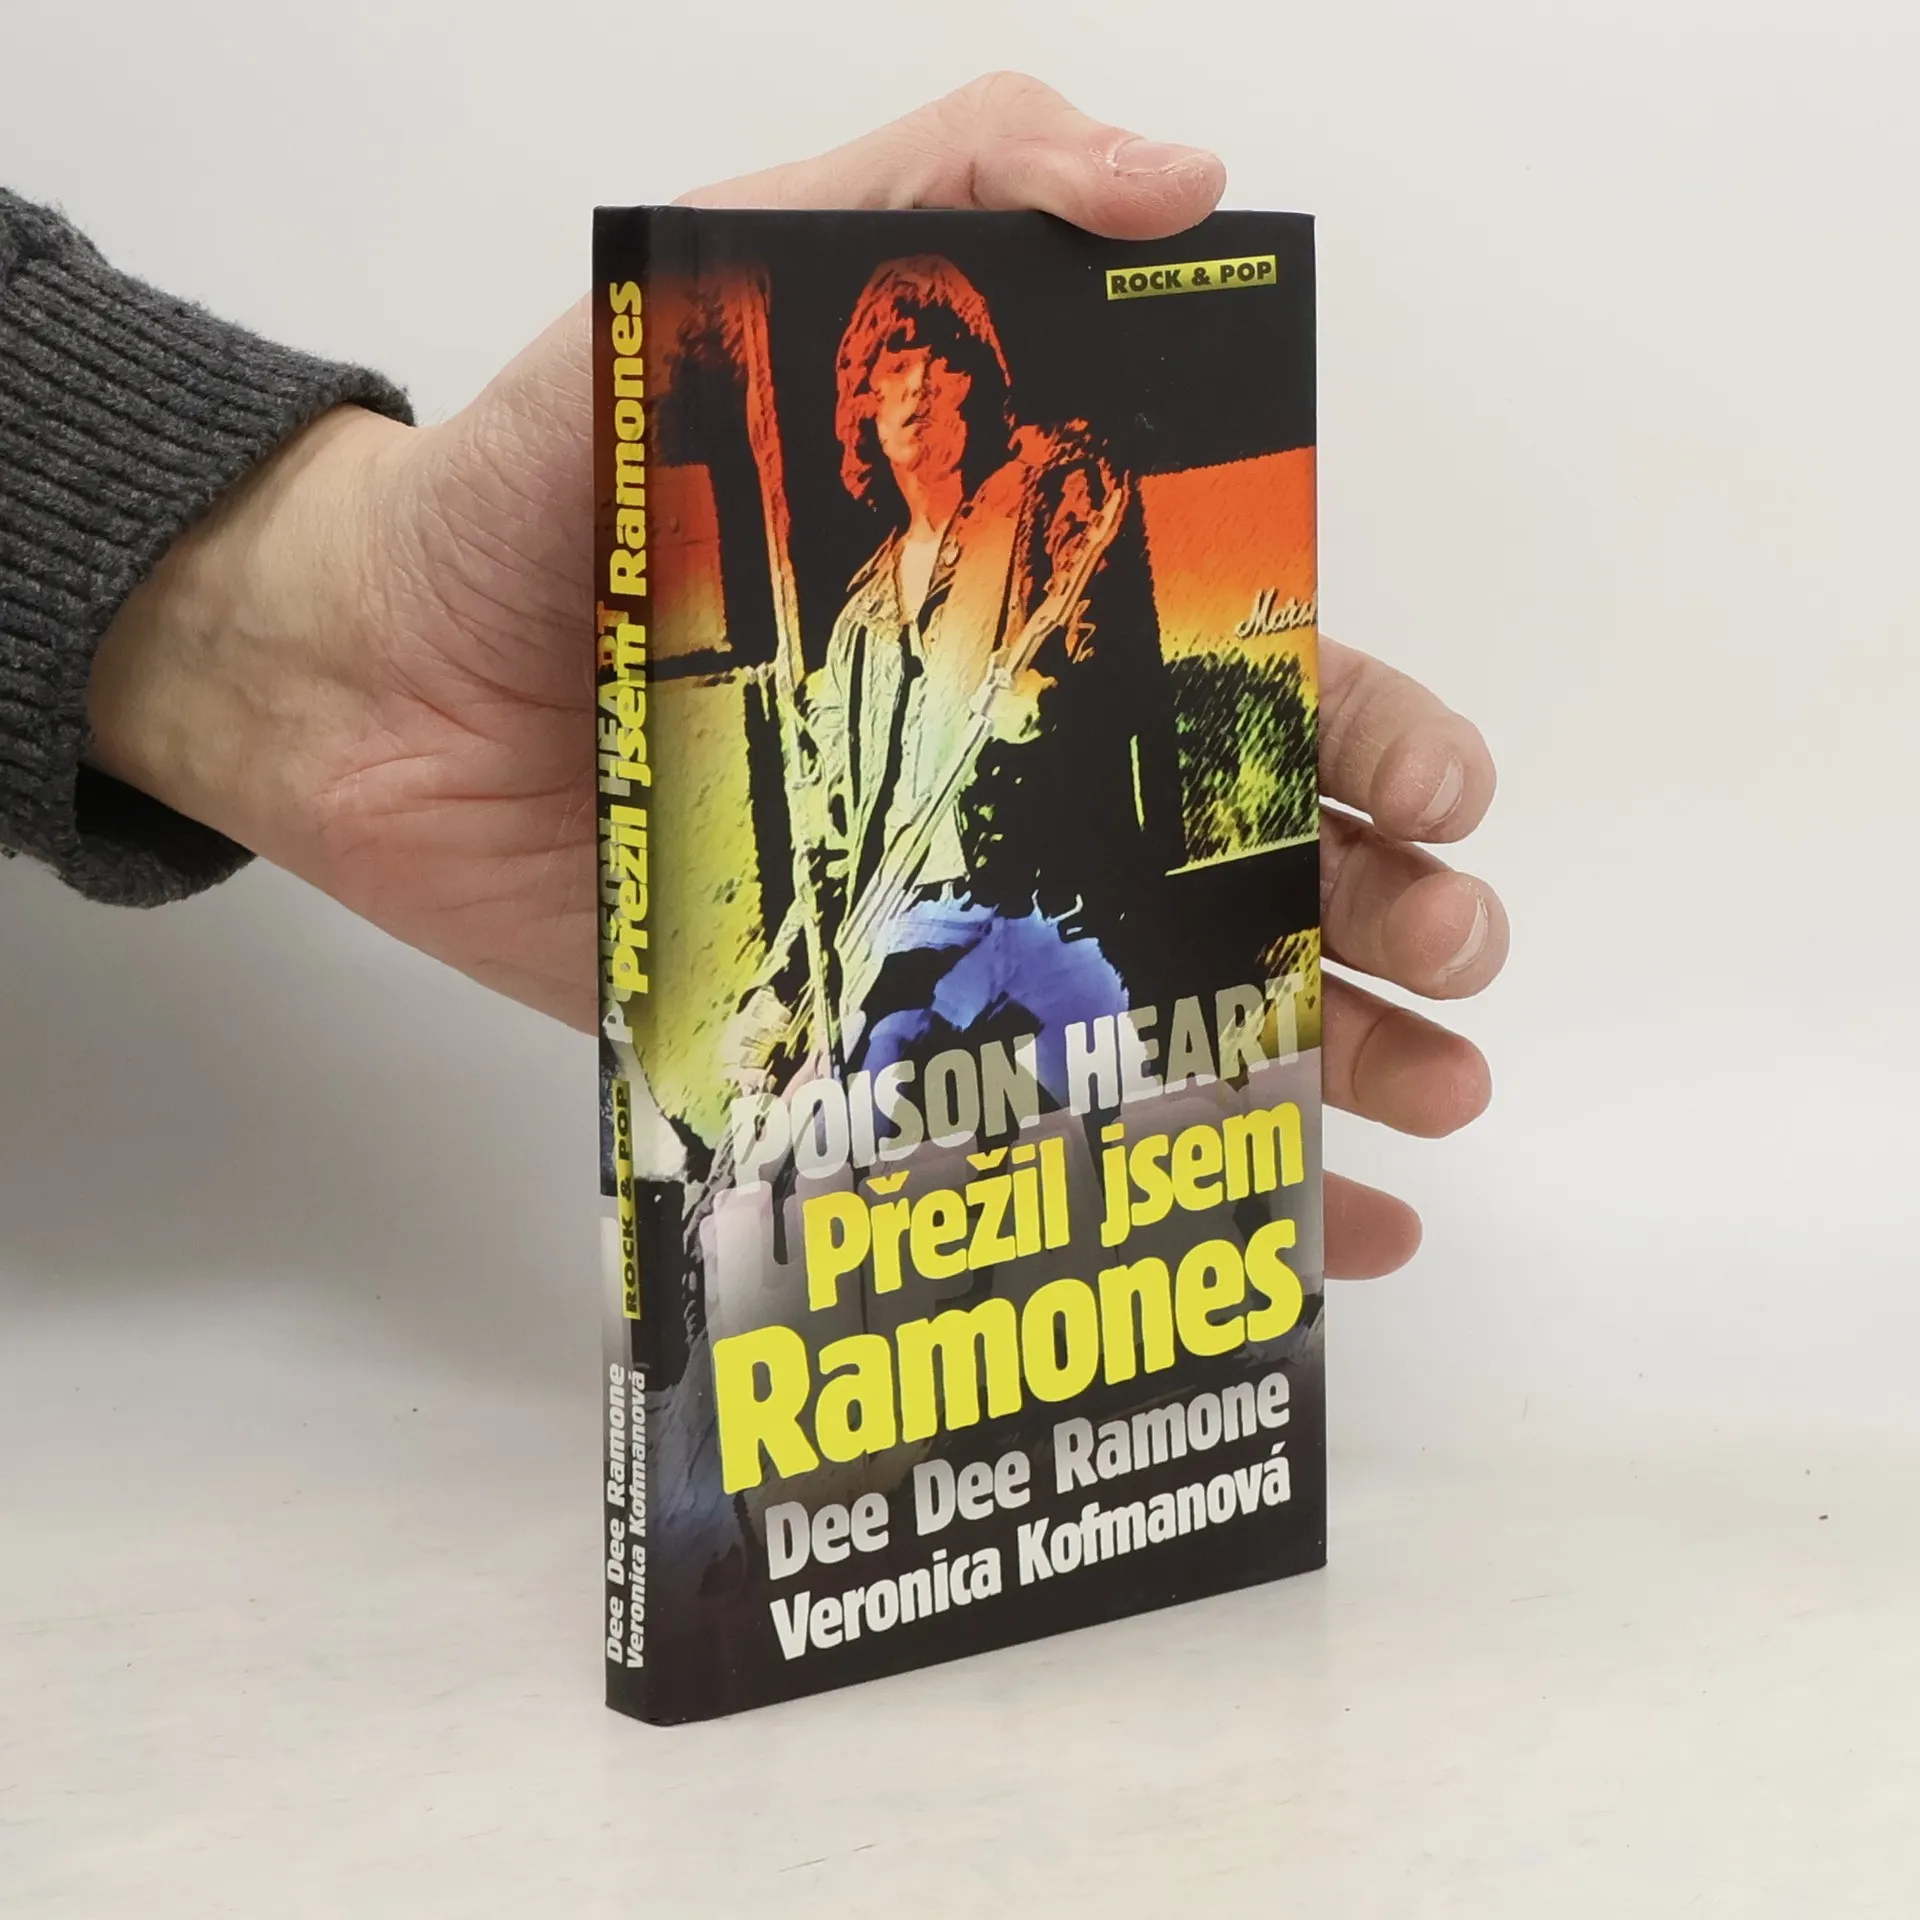 ROCK & POP
POISON HEART
Přežil jsem
Ramones
Dee Dee Ramone
Veronica Kofmanová
POISON HEART
Přežil jsem Ramones
ROCK & POP
Dee Dee Ramone
Veronica Kofmanová